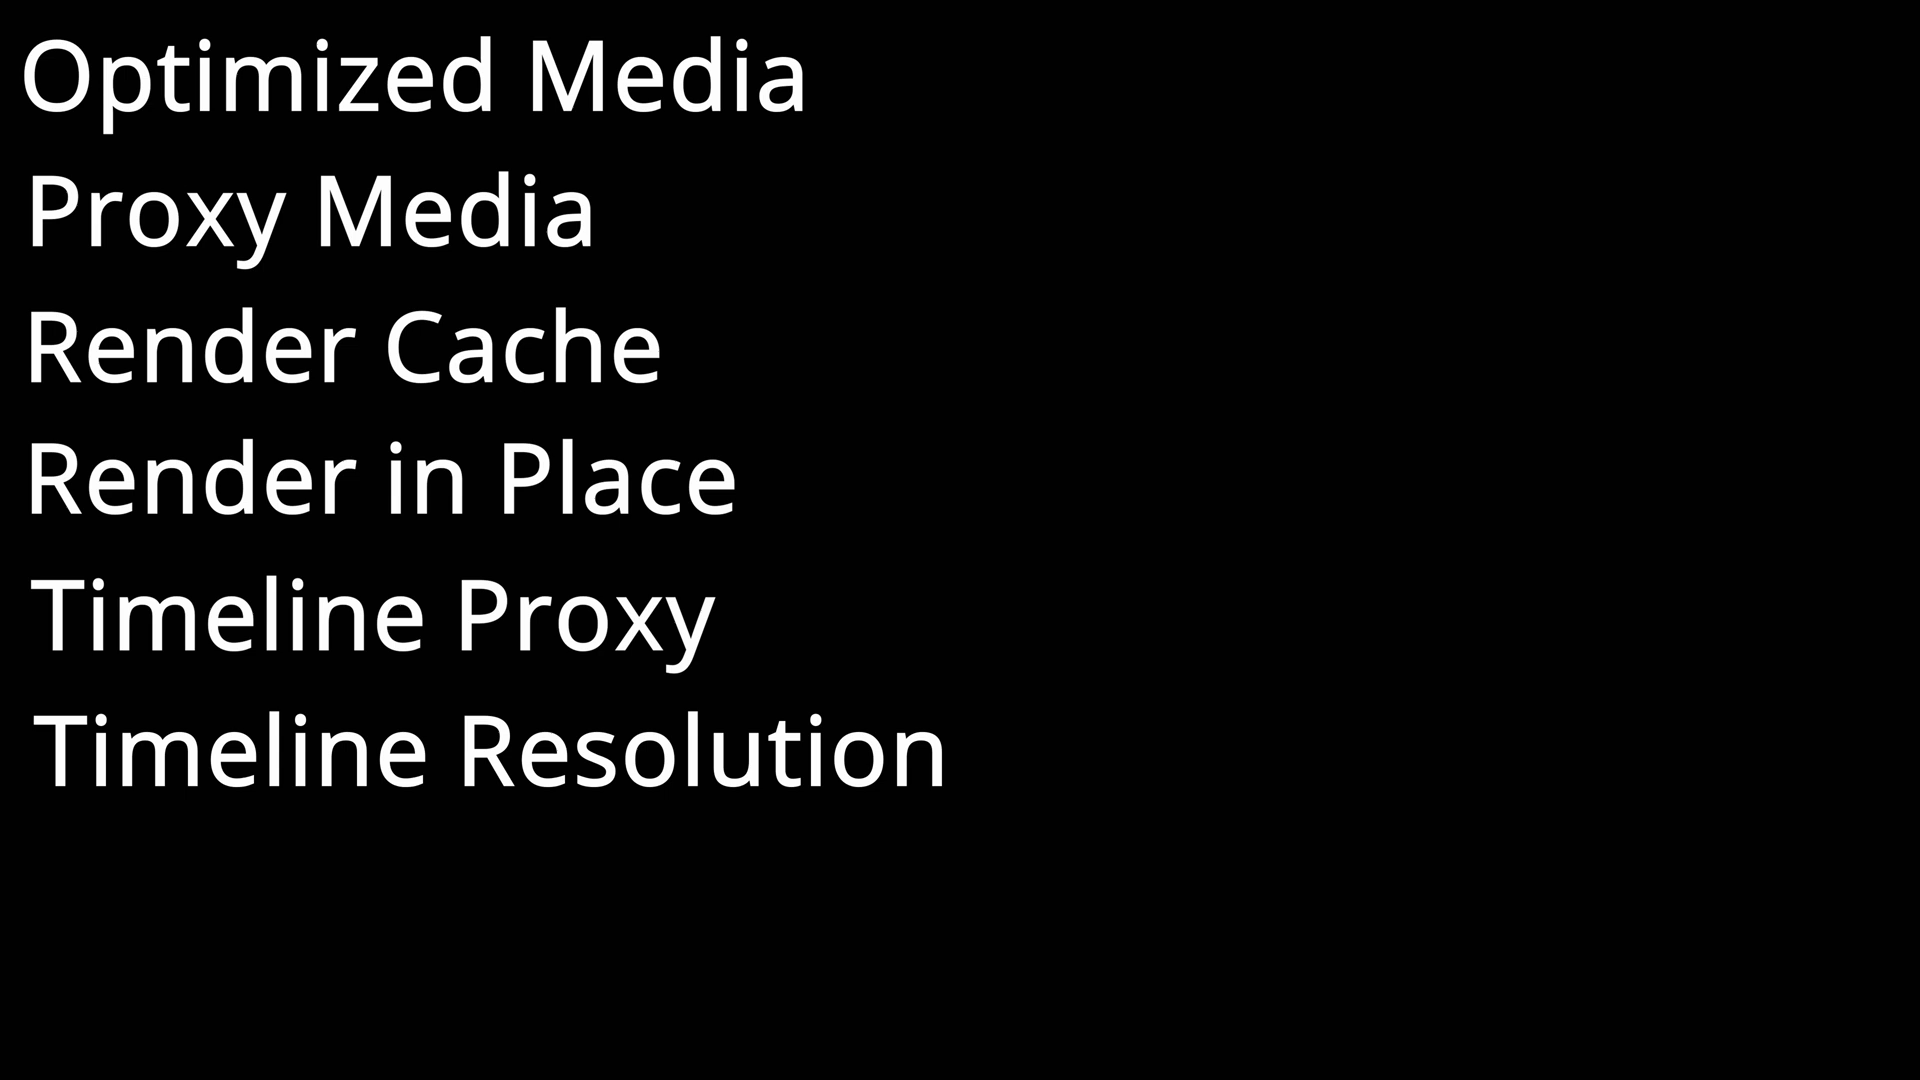 Optimized Media
Proxy Media
Render Cache
Render in Place
Timeline Proxy
Timeline Resolution